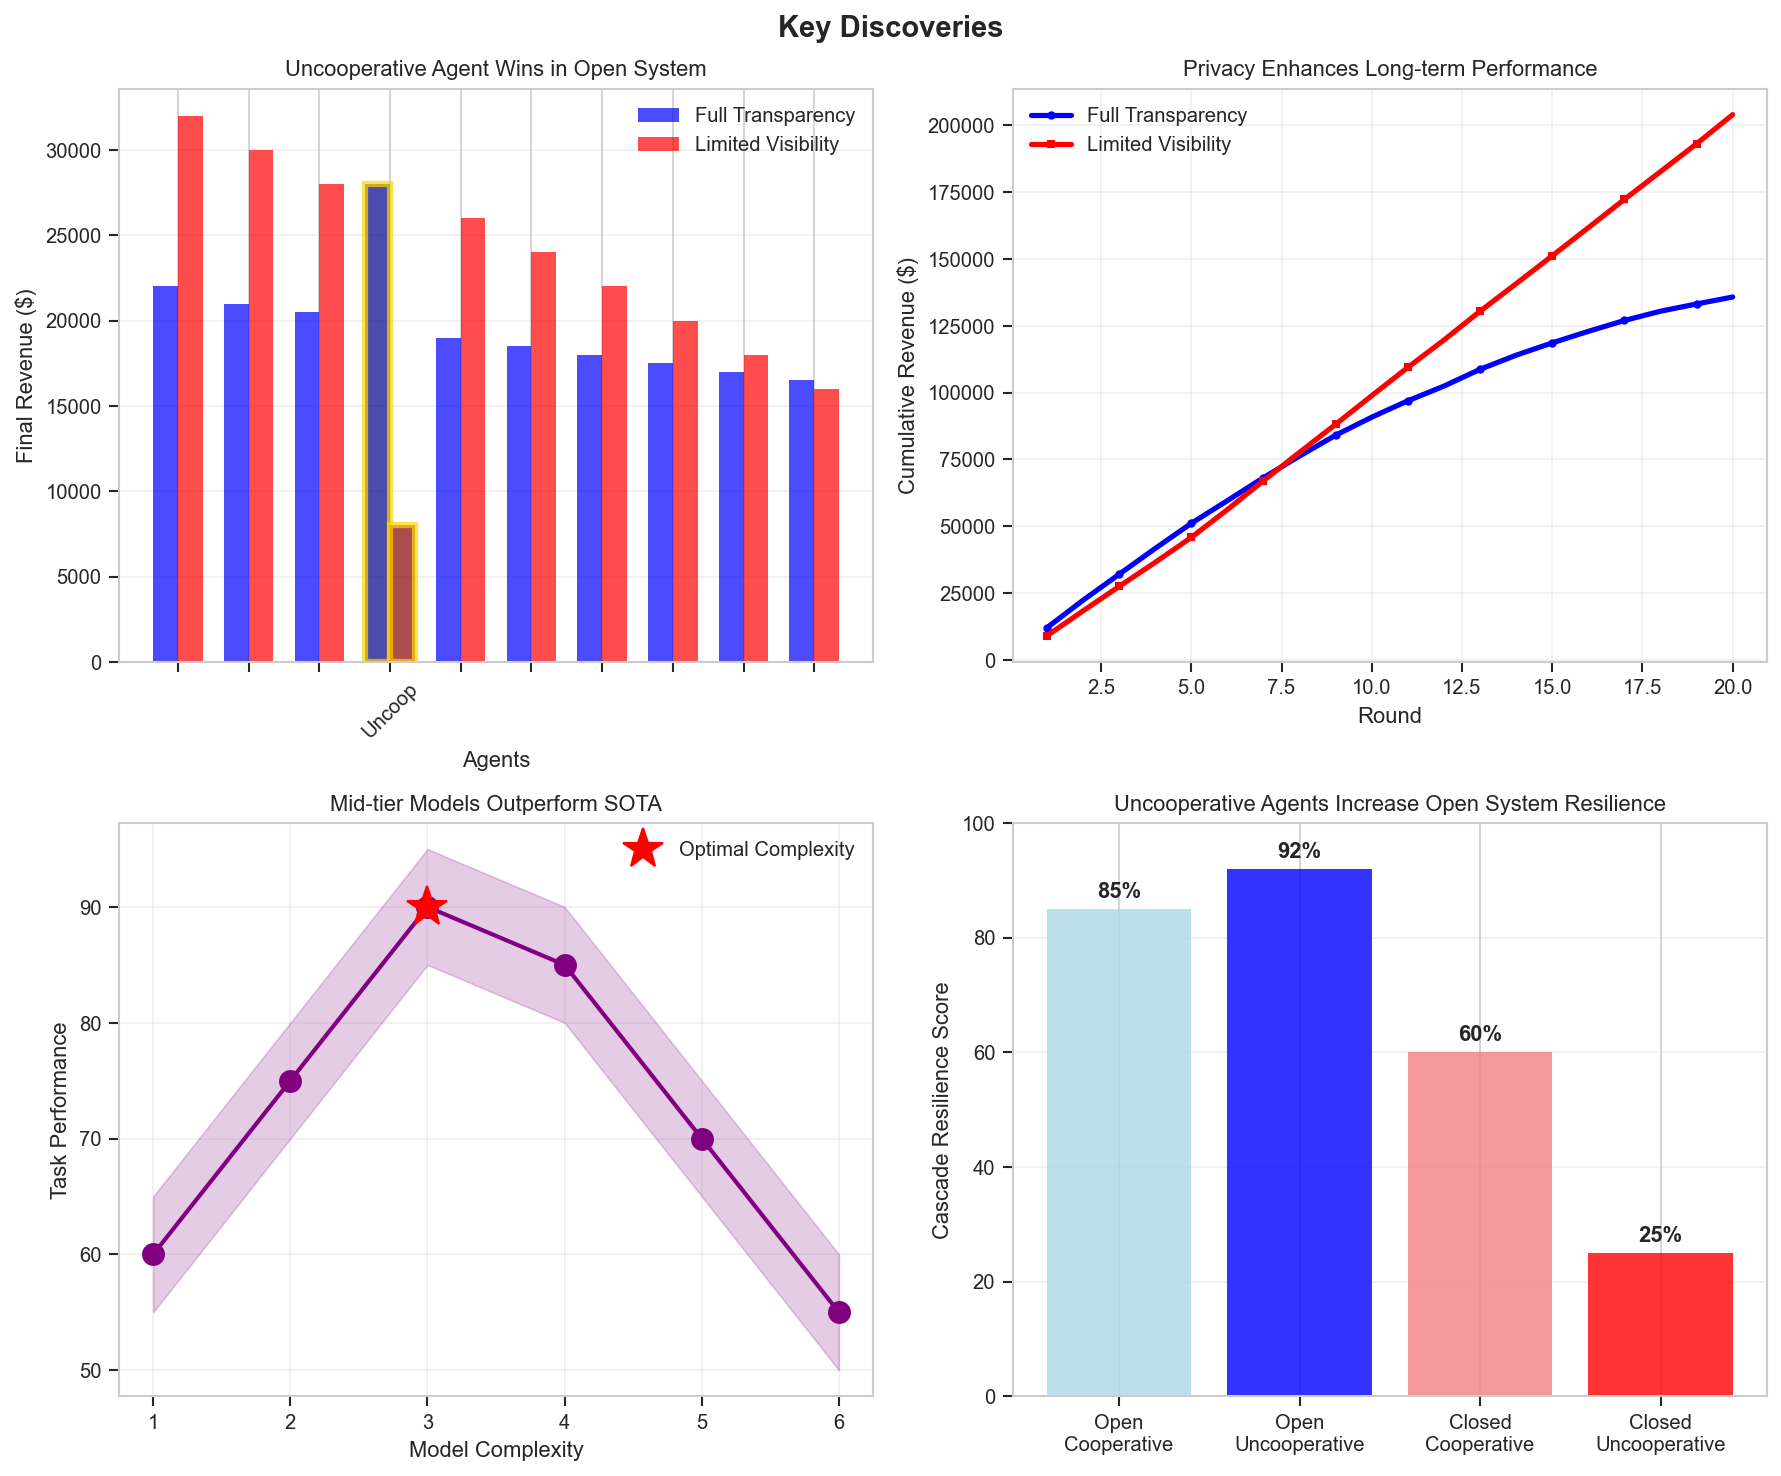 Key Discoveries
Uncooperative Agent Wins in Open System
Full Transparency
Limited Visibility
Final Revenue ($)
30000
25000
20000
15000
10000
5000
0
Uncoop
Agents
Privacy Enhances Long-term Performance
Full Transparency
Limited Visibility
Cumulative Revenue ($)
200000
175000
150000
125000
100000
75000
50000
25000
0
2.5 5.0 7.5 10.0 12.5 15.0 17.5 20.0
Round
Mid-tier Models Outperform SOTA
Optimal Complexity
Task Performance
90
80
70
60
50
1 2 3 4 5 6
Model Complexity
Uncooperative Agents Increase Open System Resilience
Cascade Resilience Score
100
80
60
40
20
0
85%
92%
60%
25%
Open
Cooperative
Open
Uncooperative
Closed
Cooperative
Closed
Uncooperative